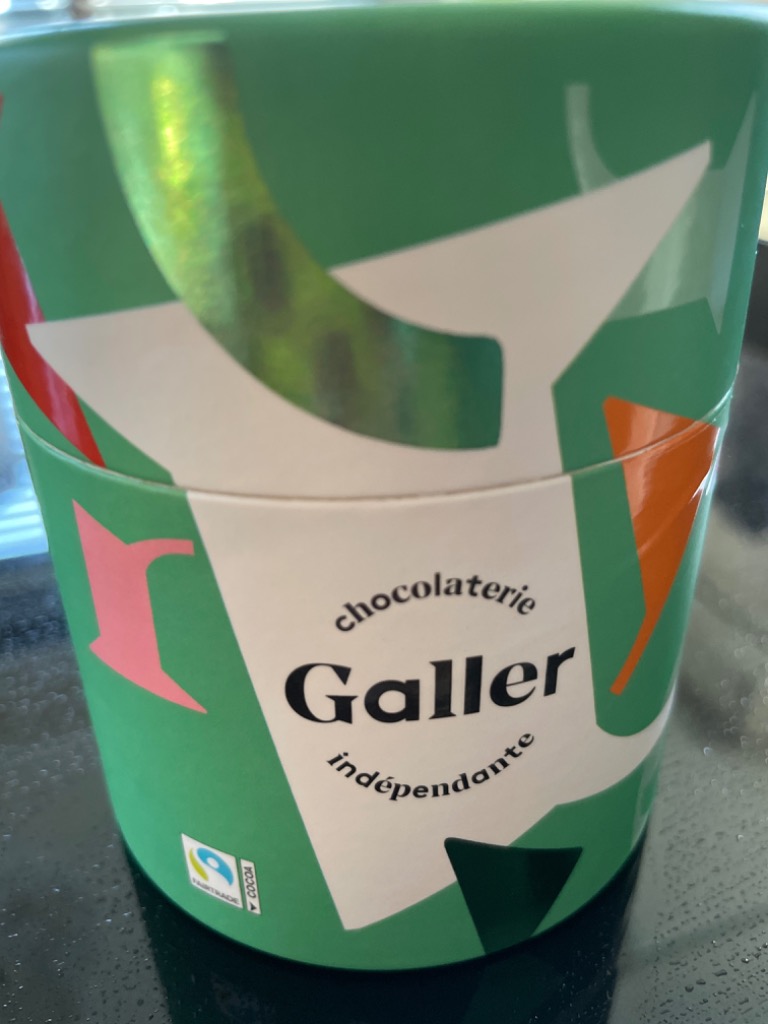 chocolaterie
Galler
indépendante
FAIRTRADE
▶ COCOA